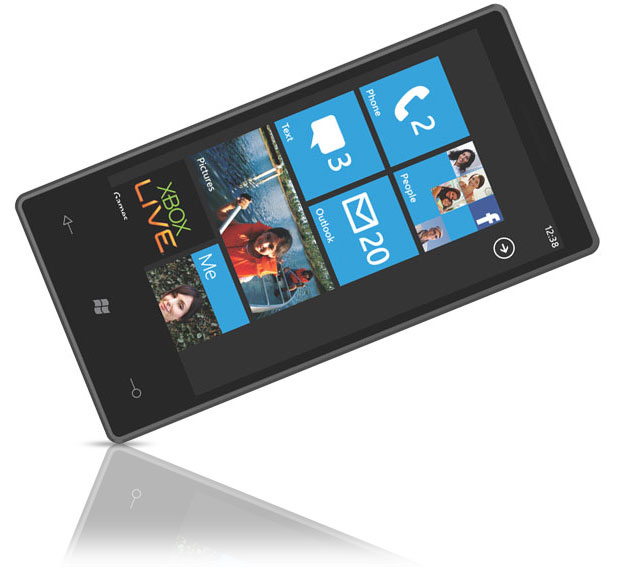 12:38
Phone
2
People
Text
3
Outlook
20
Pictures
XBOX
LIVE
Games
Me